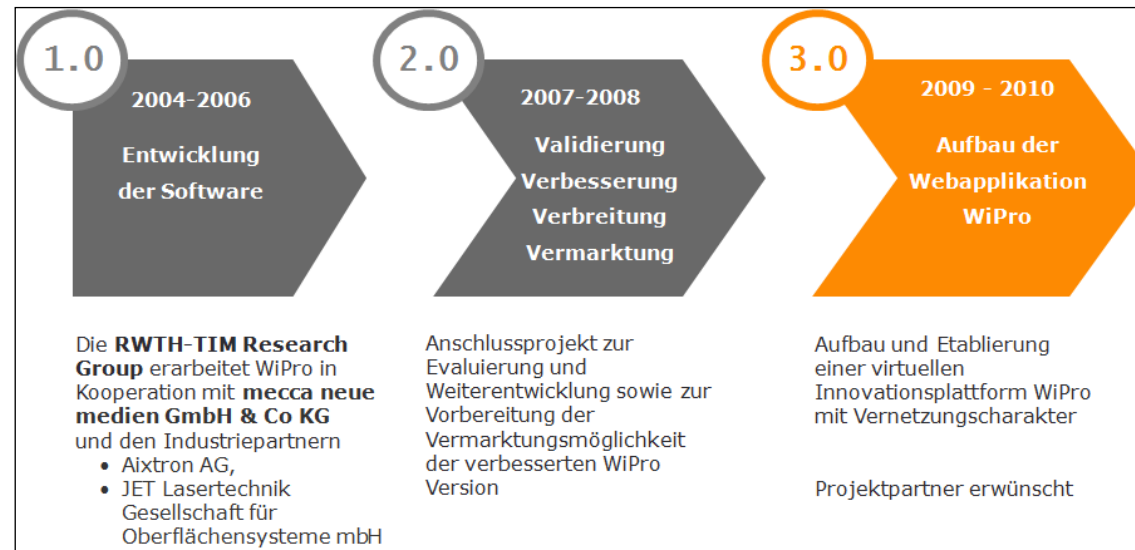 1.0
2004-2006
Entwicklung
der Software
Die RWTH-TIM Research
Group erarbeitet WiPro in
Kooperation mit mecca neue
medien GmbH & Co KG
und den Industriepartnern
• Aixtron AG,
• JET Lasertechnik
Gesellschaft für
Oberflächensysteme mbH
2.0
2007-2008
Validierung
Verbesserung
Verbreitung
Vermarktung
Anschlussprojekt zur
Evaluierung und
Weiterentwicklung sowie zur
Vorbereitung der
Vermarktungsmöglichkeit
der verbesserten WiPro
Version
3.0
2009 - 2010
Aufbau der
Webapplikation
WiPro
Aufbau und Etablierung
einer virtuellen
Innovationsplattform WiPro
mit Vernetzungscharakter
Projektpartner erwünscht